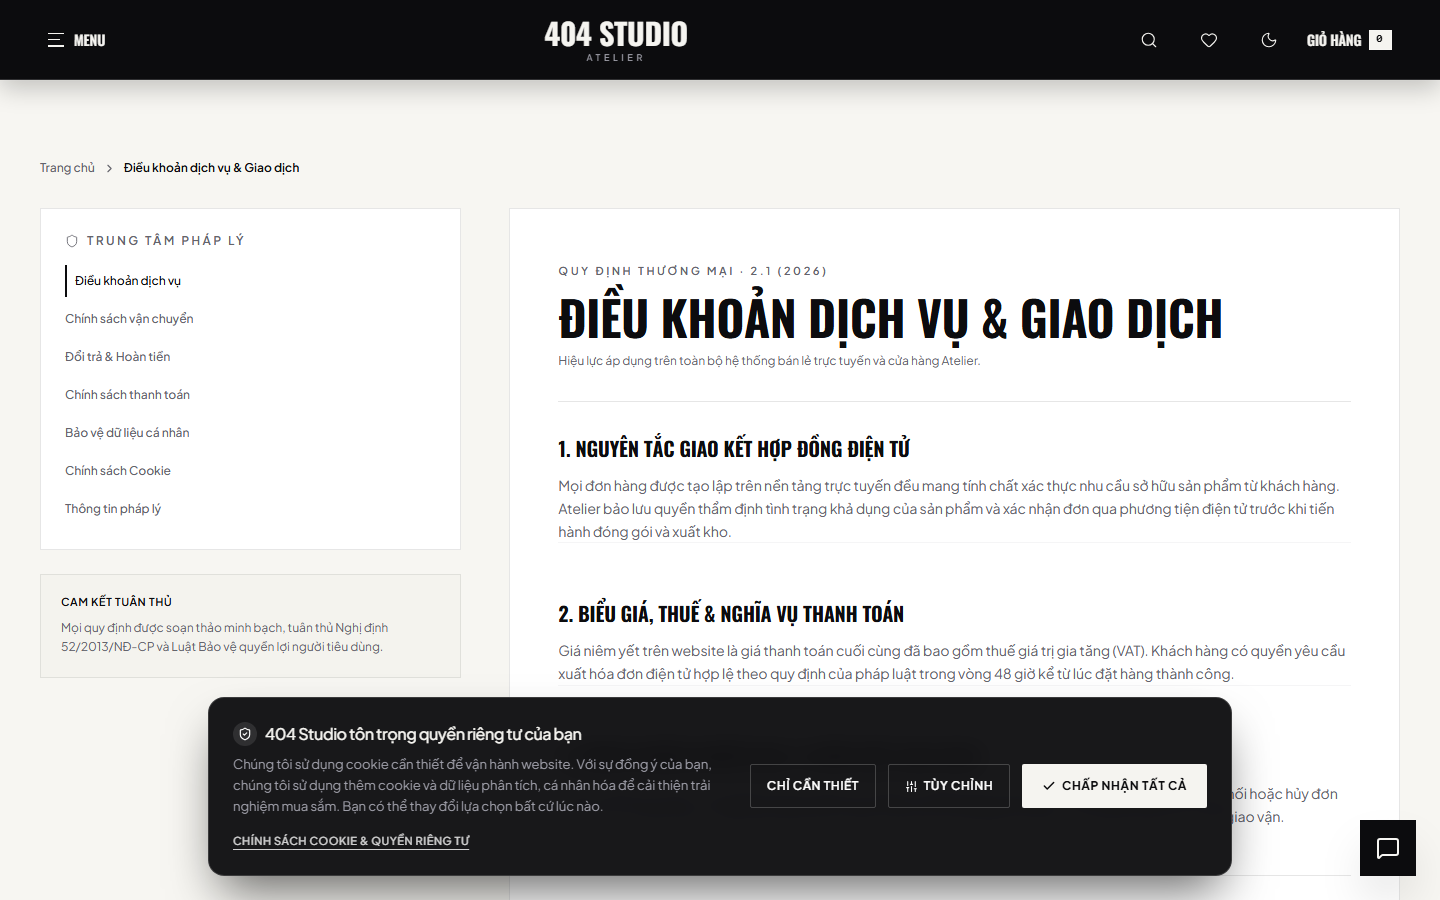 MENU
404 STUDIO
ATELIER
GIỎ HÀNG 0
Trang chủ > Điều khoản dịch vụ & Giao dịch
TRUNG TÂM PHÁP LÝ
Điều khoản dịch vụ
Chính sách vận chuyển
Đổi trả & Hoàn tiền
Chính sách thanh toán
Bảo vệ dữ liệu cá nhân
Chính sách Cookie
Thông tin pháp lý
CAM KẾT TUÂN THỦ
Mọi quy định được soạn thảo minh bạch, tuân thủ Nghị định
52/2013/NĐ-CP và Luật Bảo vệ quyền lợi người tiêu dùng.
QUY ĐỊNH THƯƠNG MẠI · 2.1 (2026)
ĐIỀU KHOẢN DỊCH VỤ & GIAO DỊCH
Hiệu lực áp dụng trên toàn bộ hệ thống bán lẻ trực tuyến và cửa hàng Atelier.
1. NGUYÊN TẮC GIAO KẾT HỢP ĐỒNG ĐIỆN TỬ
Mọi đơn hàng được tạo lập trên nền tảng trực tuyến đều mang tính chất xác thực nhu cầu sở hữu sản phẩm từ khách hàng.
Atelier bảo lưu quyền thẩm định tình trạng khả dụng của sản phẩm và xác nhận đơn qua phương tiện điện tử trước khi tiến
hành đóng gói và xuất kho.
2. BIỂU GIÁ, THUẾ & NGHĨA VỤ THANH TOÁN
Giá niêm yết trên website là giá thanh toán cuối cùng đã bao gồm thuế giá trị gia tăng (VAT). Khách hàng có quyền yêu cầu
xuất hóa đơn điện tử hợp lệ theo quy định của pháp luật trong vòng 48 giờ kể từ lúc đặt hàng thành công.
hoặc hủy đơn
giao vận.
404 Studio tôn trọng quyền riêng tư của bạn
Chúng tôi sử dụng cookie cần thiết để vận hành website. Với sự đồng ý của bạn,
chúng tôi sử dụng thêm cookie và dữ liệu phân tích, cá nhân hóa để cải thiện trải
nghiệm mua sắm. Bạn có thể thay đổi lựa chọn bất cứ lúc nào.
CHÍNH SÁCH COOKIE & QUYỀN RIÊNG TƯ
CHỈ CẦN THIẾT
TÙY CHỈNH
CHẤP NHẬN TẤT CẢ